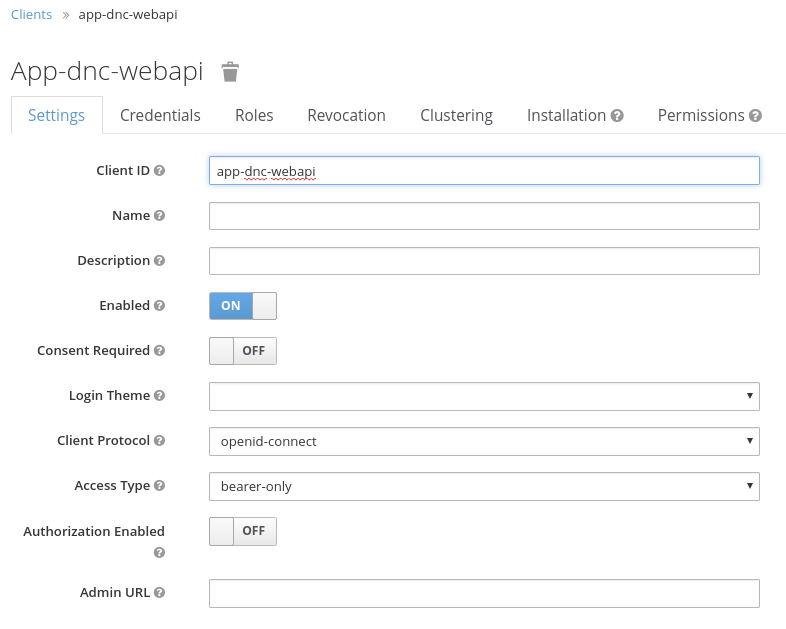 Clients » app-dnc-webapi
App-dnc-webapi
Settings Credentials Roles Revocation Clustering Installation Permissions
Client ID app-dnc-webapi
Name
Description
Enabled ON
Consent Required OFF
Login Theme
Client Protocol openid-connect
Access Type bearer-only
Authorization Enabled OFF
Admin URL